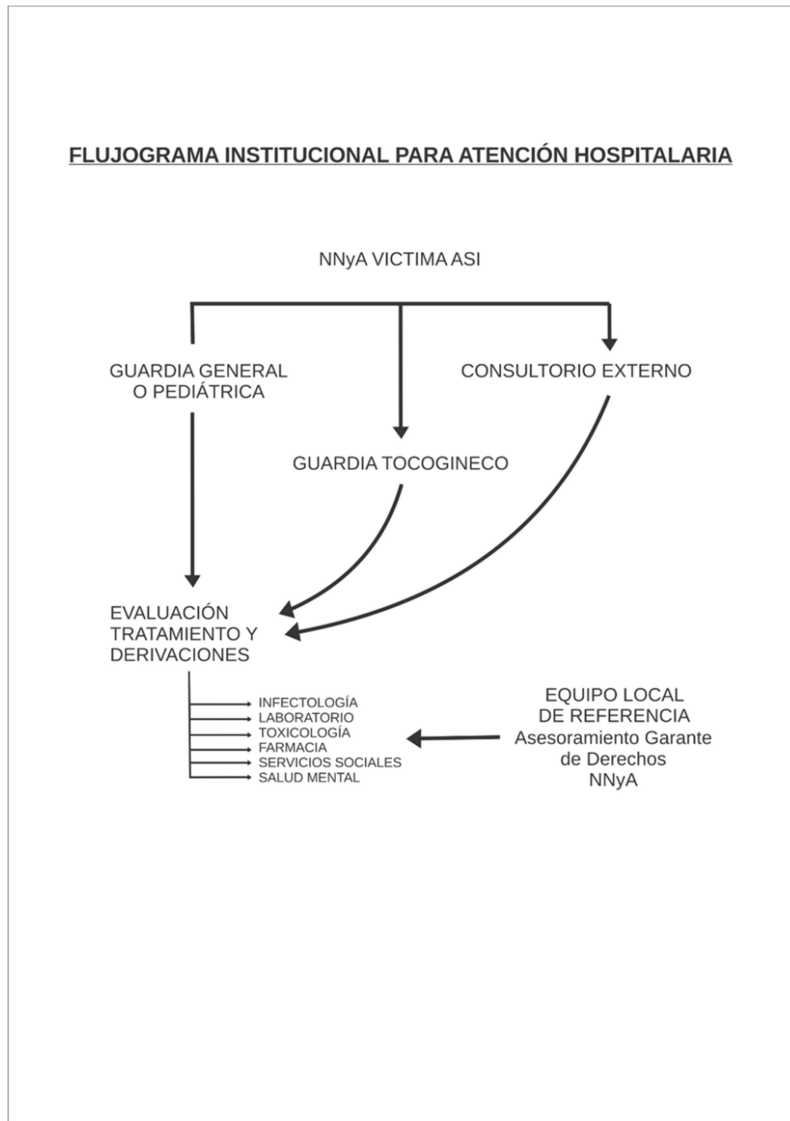 FLUJOGRAMA INSTITUCIONAL PARA ATENCIÓN HOSPITALARIA
NNyA VICTIMA ASI
GUARDIA GENERAL
O PEDIÁTRICA
CONSULTORIO EXTERNO
GUARDIA TOCOGINECO
EVALUACIÓN
TRATAMIENTO Y
DERIVACIONES
INFECTOLOGÍA
LABORATORIO
TOXICOLOGÍA
FARMACIA
SERVICIOS SOCIALES
SALUD MENTAL
EQUIPO LOCAL
DE REFERENCIA
Asesoramiento Garante
de Derechos
NNyA